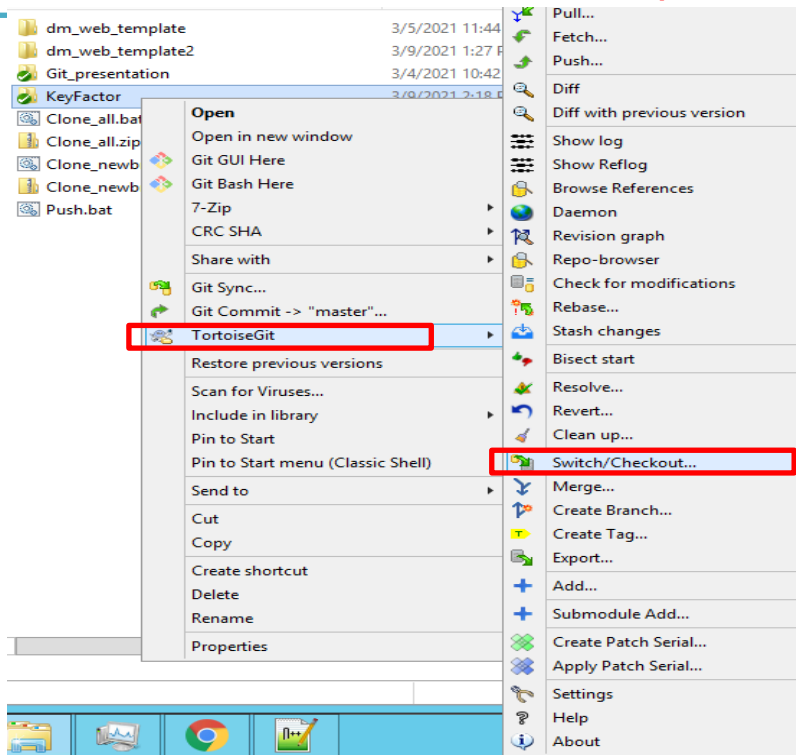 dm_web_template 3/5/2021 11:44
dm_web_template2 3/9/2021 1:27 P
Git_presentation 3/4/2021 10:42
KeyFactor 3/9/2021 2:18 P
Clone_all.bat
Clone_all.zip
Clone_newb
Clone_newb
Push.bat
Open
Open in new window
Git GUI Here
Git Bash Here
7-Zip
CRC SHA
Share with
Git Sync...
Git Commit -> "master"...
TortoiseGit
Restore previous versions
Scan for Viruses...
Include in library
Pin to Start
Pin to Start menu (Classic Shell)
Send to
Cut
Copy
Create shortcut
Delete
Rename
Properties
Pull...
Fetch...
Push...
Diff
Diff with previous version
Show log
Show Reflog
Browse References
Daemon
Revision graph
Repo-browser
Check for modifications
Rebase...
Stash changes
Bisect start
Resolve...
Revert...
Clean up...
Switch/Checkout...
Merge...
Create Branch...
Create Tag...
Export...
Add...
Submodule Add...
Create Patch Serial...
Apply Patch Serial...
Settings
Help
About